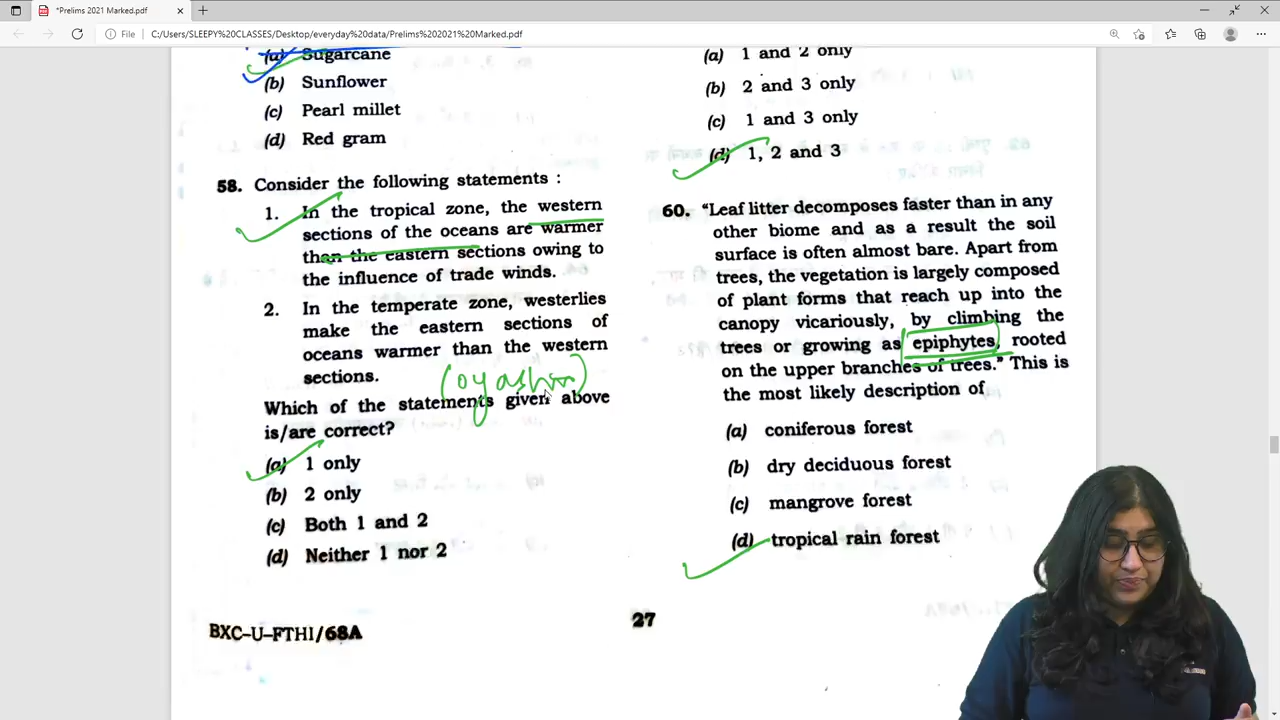 *Prelims 2021 Marked.pdf
File
C:/Users/SLEEPY%20CLASSES/Desktop/everyday%20data/Prelims%202021%20Marked.pdf
(a) Sugarcane
(b) Sunflower
(c) Pearl millet
(d) Red gram
58. Consider the following statements :
1. In the tropical zone, the western
sections of the oceans are warmer
than the eastern sections owing to
the influence of trade winds.
2. In the temperate zone, westerlies
make the eastern sections of
oceans warmer than the western
sections.
(oyashio)
Which of the statements given above
is/are correct?
(a) 1 only
(b) 2 only
(c) Both 1 and 2
(d) Neither 1 nor 2
BXC-U-FTHI/68A
(a) 1 and 2 only
(b) 2 and 3 only
(c) 1 and 3 only
(d) 1, 2 and 3
60. “Leaf litter decomposes faster than in any
other biome and as a result the soil
surface is often almost bare. Apart from
trees, the vegetation is largely composed
of plant forms that reach up into the
canopy vicariously, by climbing the
trees or growing as epiphytes, rooted
on the upper branches of trees.” This is
the most likely description of
(a) coniferous forest
(b) dry deciduous forest
(c) mangrove forest
(d) tropical rain forest
27